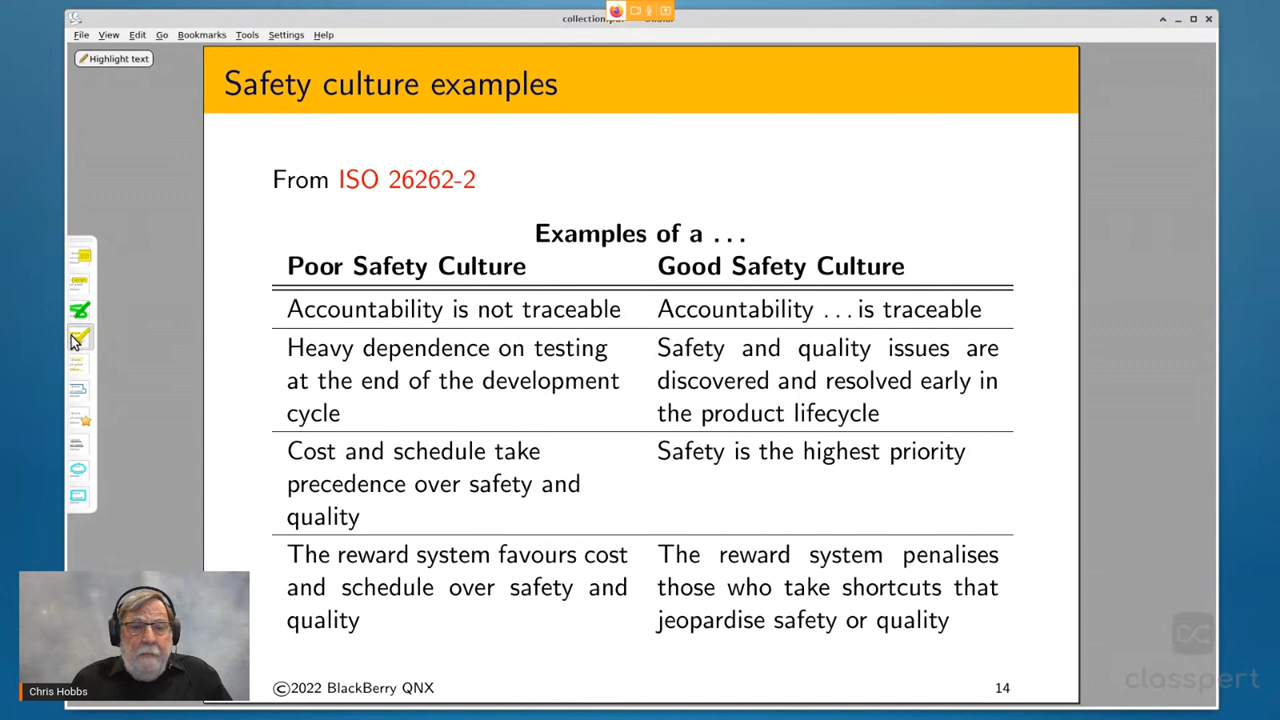 collection.pdf
File View Edit Go Bookmarks Tools Settings Help
Highlight text
Safety culture examples
From ISO 26262-2
Examples of a ...
Poor Safety Culture Good Safety Culture
Accountability is not traceable Accountability ... is traceable
Heavy dependence on testing Safety and quality issues are
at the end of the development discovered and resolved early in
cycle the product lifecycle
Cost and schedule take Safety is the highest priority
precedence over safety and
quality
The reward system favours cost The reward system penalises
and schedule over safety and those who take shortcuts that
quality jeopardise safety or quality
Chris Hobbs
©2022 BlackBerry QNX 14
classpert